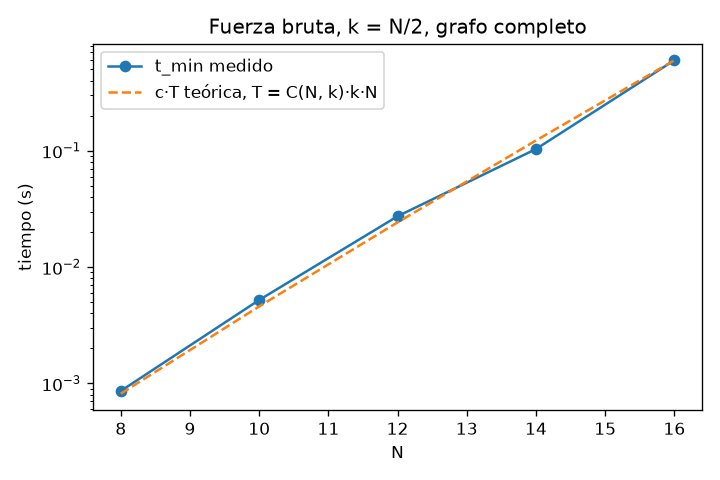 Fuerza bruta, k = N/2, grafo completo
t_min medido
c·T teórica, T = C(N, k)·k·N
tiempo (s)
10⁻¹
10⁻²
10⁻³
8 9 10 11 12 13 14 15 16
N